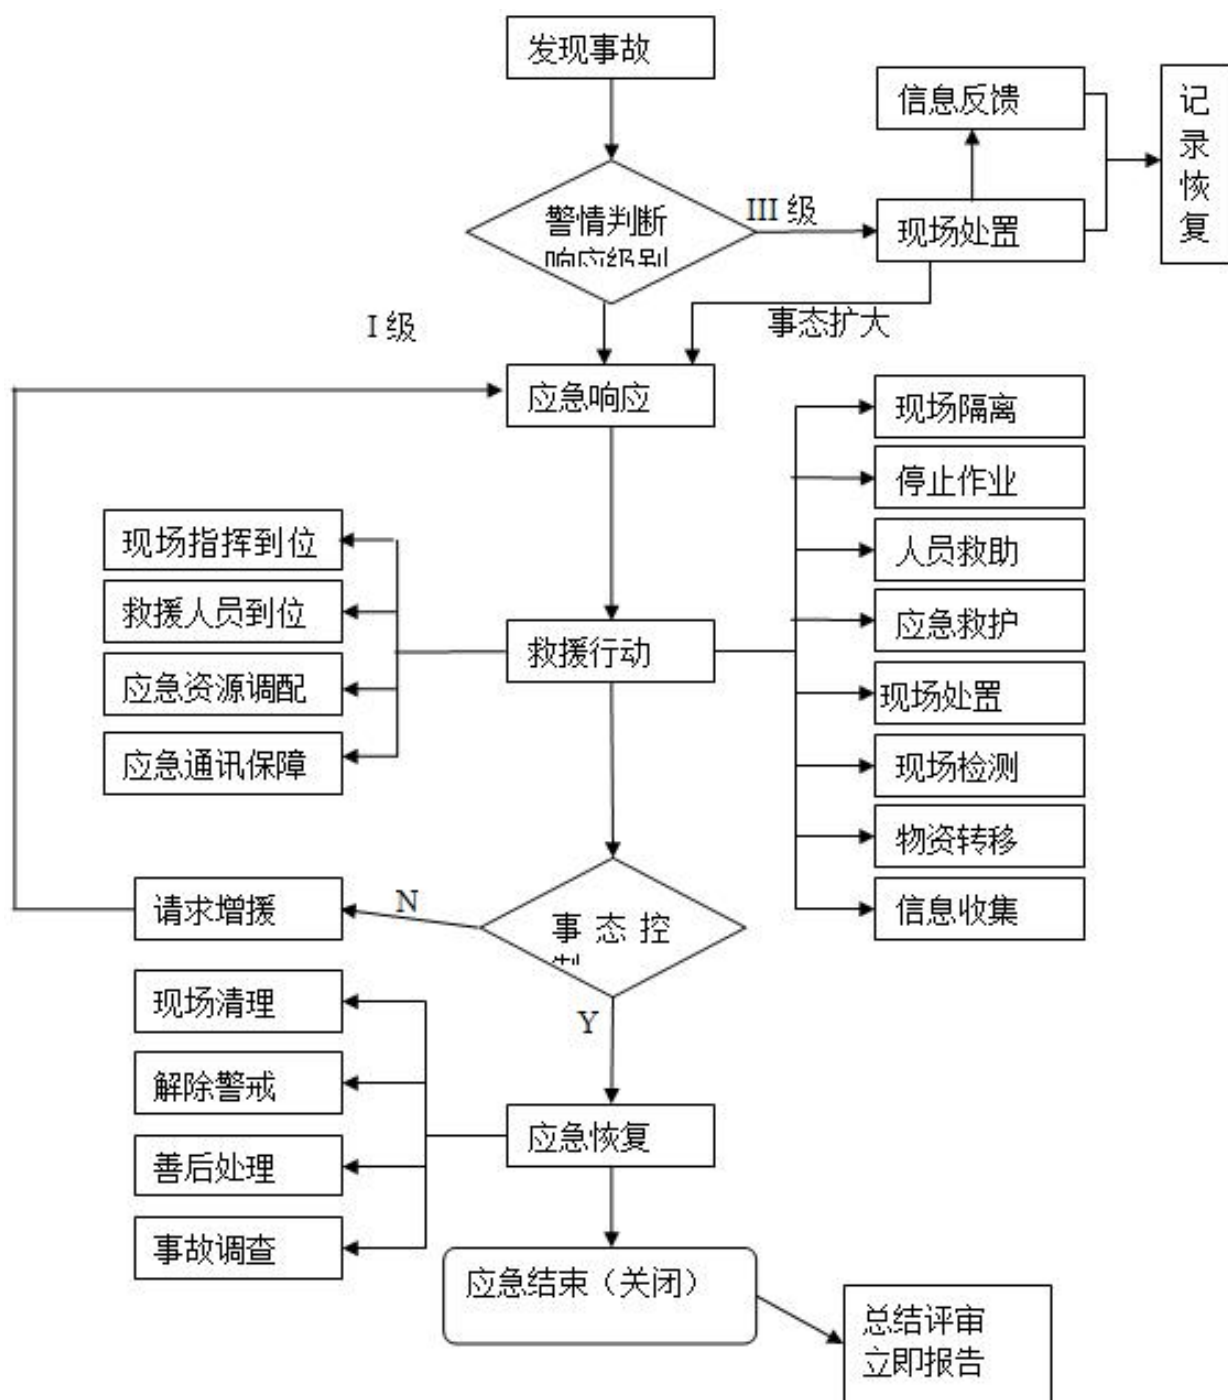 发现事故
信息反馈
记录恢复
警情判断
响应级别
III 级
现场处置
I 级
事态扩大
应急响应
现场隔离
停止作业
现场指挥到位
人员救助
救援人员到位
应急救护
救援行动
应急资源调配
现场处置
应急通讯保障
现场检测
物资转移
请求增援
N
事 态 控
制
信息收集
现场清理
Y
解除警戒
应急恢复
善后处理
事故调查
应急结束（关闭）
总结评审
立即报告